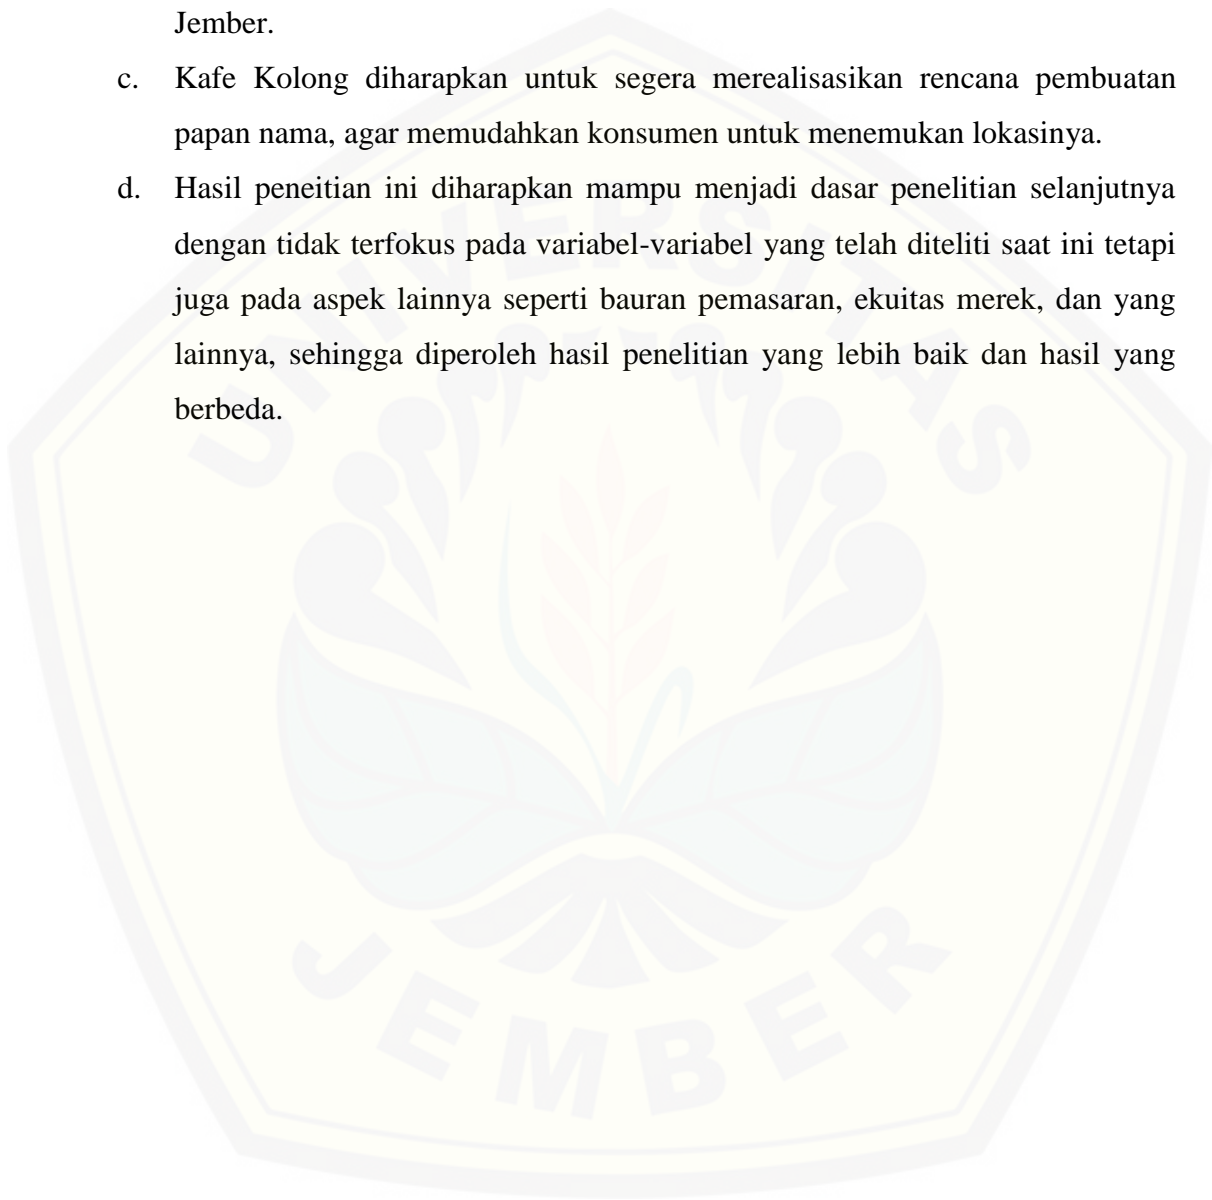 Jember.
c. Kafe Kolong diharapkan untuk segera merealisasikan rencana pembuatan
papan nama, agar memudahkan konsumen untuk menemukan lokasinya.
d. Hasil peneitian ini diharapkan mampu menjadi dasar penelitian selanjutnya
dengan tidak terfokus pada variabel-variabel yang telah diteliti saat ini tetapi
juga pada aspek lainnya seperti bauran pemasaran, ekuitas merek, dan yang
lainnya, sehingga diperoleh hasil penelitian yang lebih baik dan hasil yang
berbeda.
UNIVERSITAS
JEMBER